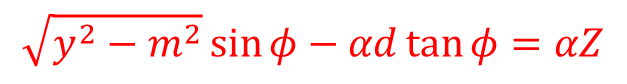 √(y² − m²) sin ϕ − αd tan ϕ = αZ